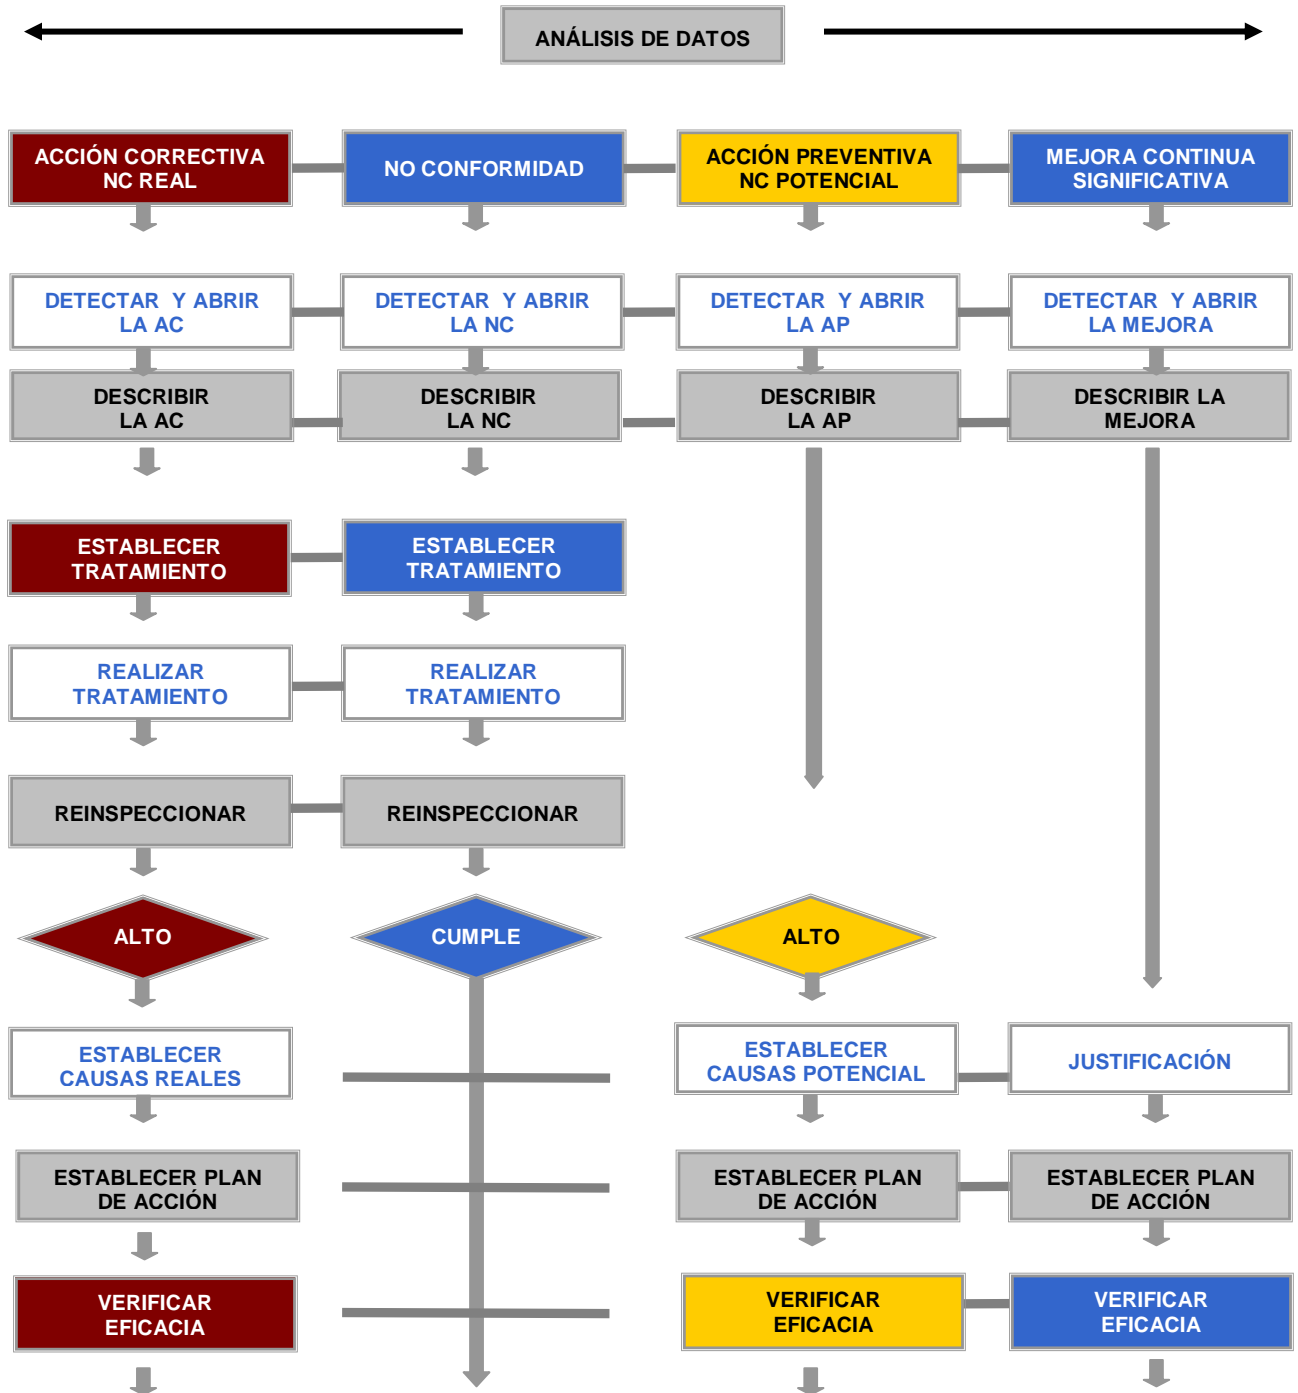 ANÁLISIS DE DATOS
ACCIÓN CORRECTIVA
NC REAL
NO CONFORMIDAD
ACCIÓN PREVENTIVA
NC POTENCIAL
MEJORA CONTINUA
SIGNIFICATIVA
DETECTAR Y ABRIR
LA AC
DETECTAR Y ABRIR
LA NC
DETECTAR Y ABRIR
LA AP
DETECTAR Y ABRIR
LA MEJORA
DESCRIBIR
LA AC
DESCRIBIR
LA NC
DESCRIBIR
LA AP
DESCRIBIR LA
MEJORA
ESTABLECER
TRATAMIENTO
ESTABLECER
TRATAMIENTO
REALIZAR
TRATAMIENTO
REALIZAR
TRATAMIENTO
REINSPECCIONAR
REINSPECCIONAR
ALTO
CUMPLE
ALTO
ESTABLECER
CAUSAS REALES
ESTABLECER
CAUSAS POTENCIAL
JUSTIFICACIÓN
ESTABLECER PLAN
DE ACCIÓN
ESTABLECER PLAN
DE ACCIÓN
ESTABLECER PLAN
DE ACCIÓN
VERIFICAR
EFICACIA
VERIFICAR
EFICACIA
VERIFICAR
EFICACIA